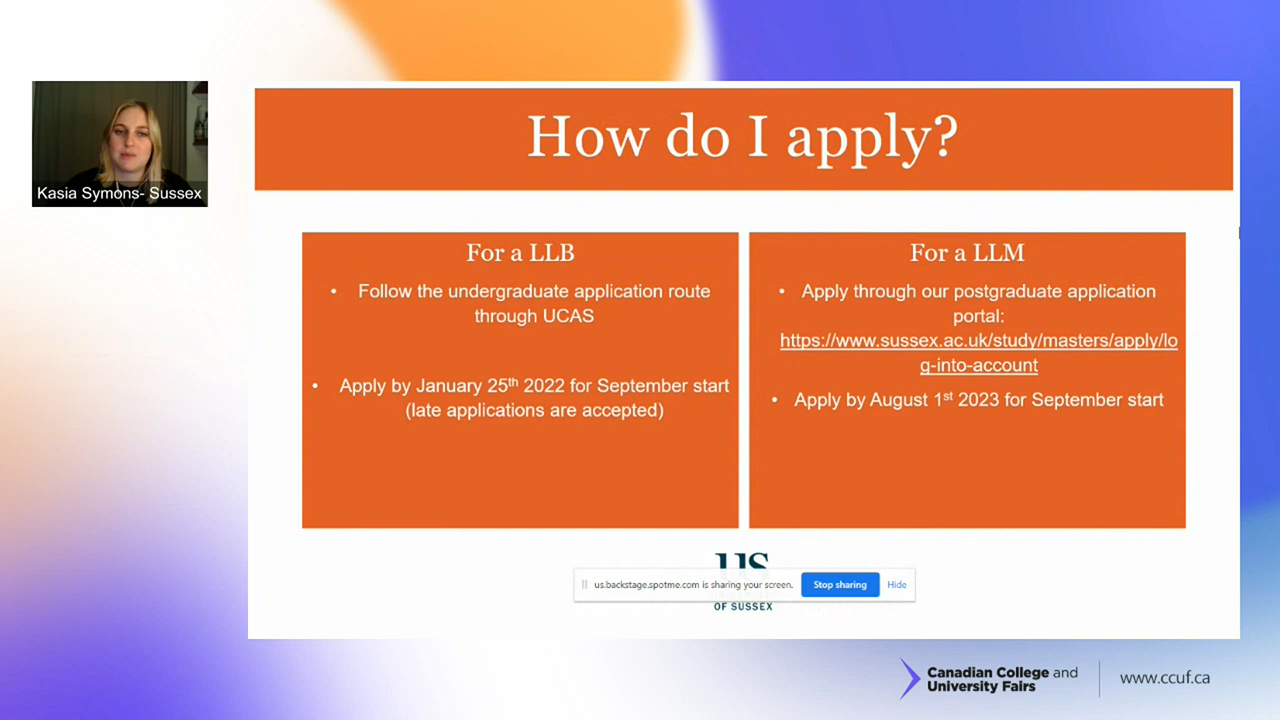 How do I apply?
Kasia Symons- Sussex
For a LLB
• Follow the undergraduate application route
through UCAS
• Apply by January 25th 2022 for September start
(late applications are accepted)
For a LLM
• Apply through our postgraduate application
portal:
https://www.sussex.ac.uk/study/masters/apply/lo
g-into-account
• Apply by August 1st 2023 for September start
US
us.backstage.spotme.com is sharing your screen. Stop sharing Hide
OF SUSSEX
Canadian College and
University Fairs
www.ccuf.ca